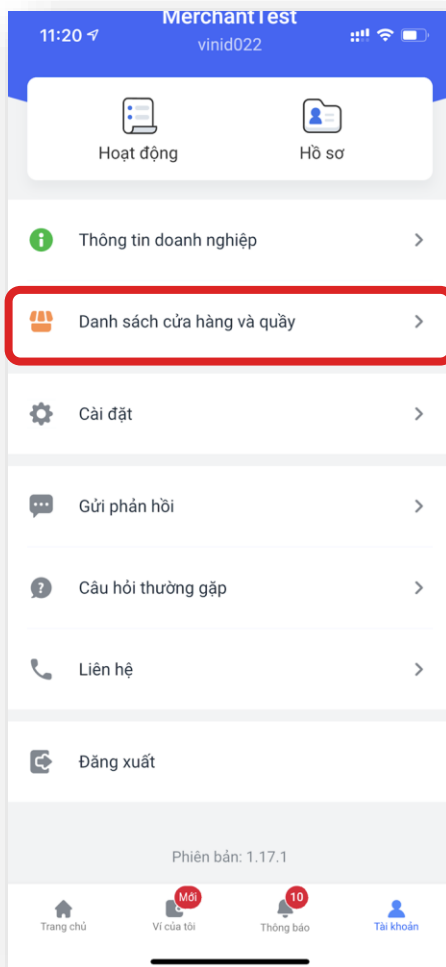 MerchantTest
11:20
vinid022
Hoạt động
Hồ sơ
Thông tin doanh nghiệp
Danh sách cửa hàng và quầy
Cài đặt
Gửi phản hồi
Câu hỏi thường gặp
Liên hệ
Đăng xuất
Phiên bản: 1.17.1
Mới
10
Trang chủ
Ví của tôi
Thông báo
Tài khoản